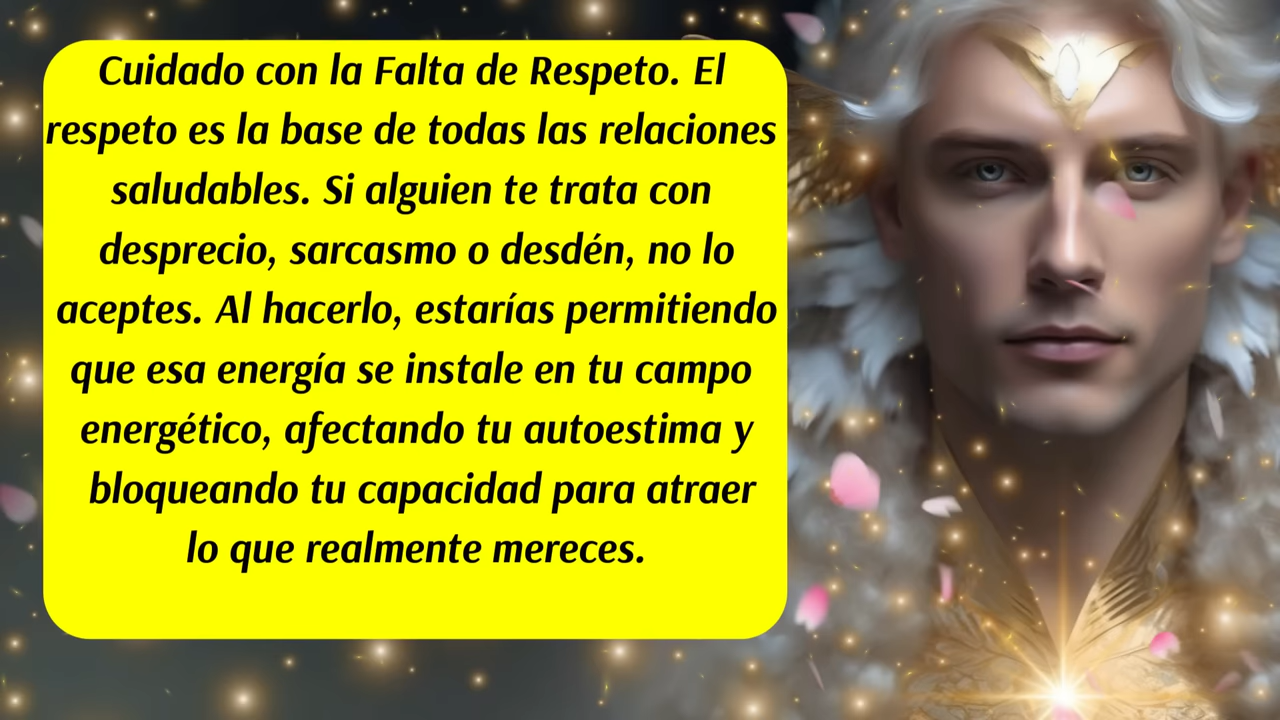 Cuidado con la Falta de Respeto. El
respeto es la base de todas las relaciones
saludables. Si alguien te trata con
desprecio, sarcasmo o desdén, no lo
aceptes. Al hacerlo, estarías permitiendo
que esa energía se instale en tu campo
energético, afectando tu autoestima y
bloqueando tu capacidad para atraer
lo que realmente mereces.